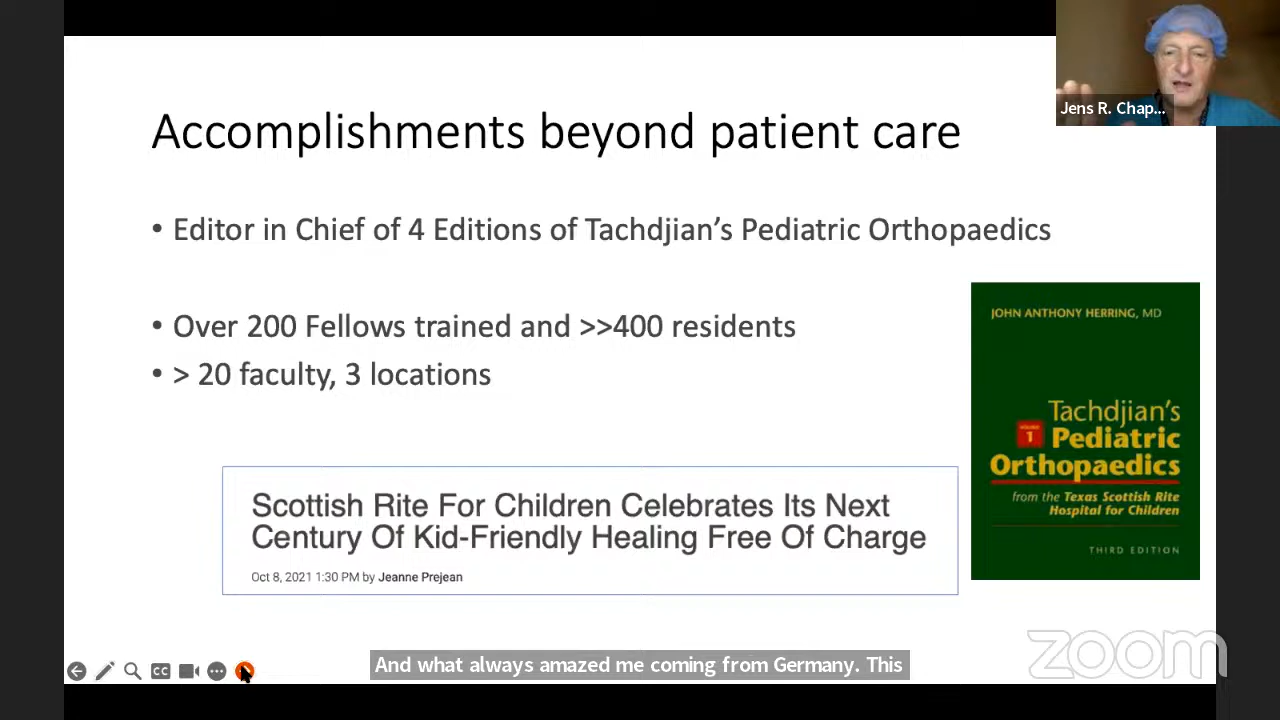 Jens R. Chap...
Accomplishments beyond patient care
• Editor in Chief of 4 Editions of Tachdjian's Pediatric Orthopaedics
• Over 200 Fellows trained and >>400 residents
• > 20 faculty, 3 locations
JOHN ANTHONY HERRING, MD
Tachdjian's
VOLUME
1
Pediatric
Orthopaedics
from the Texas Scottish Rite
Hospital for Children
THIRD EDITION
Scottish Rite For Children Celebrates Its Next
Century Of Kid-Friendly Healing Free Of Charge
Oct 8, 2021 1:30 PM by Jeanne Prejean
CC
And what always amazed me coming from Germany. This
zoom